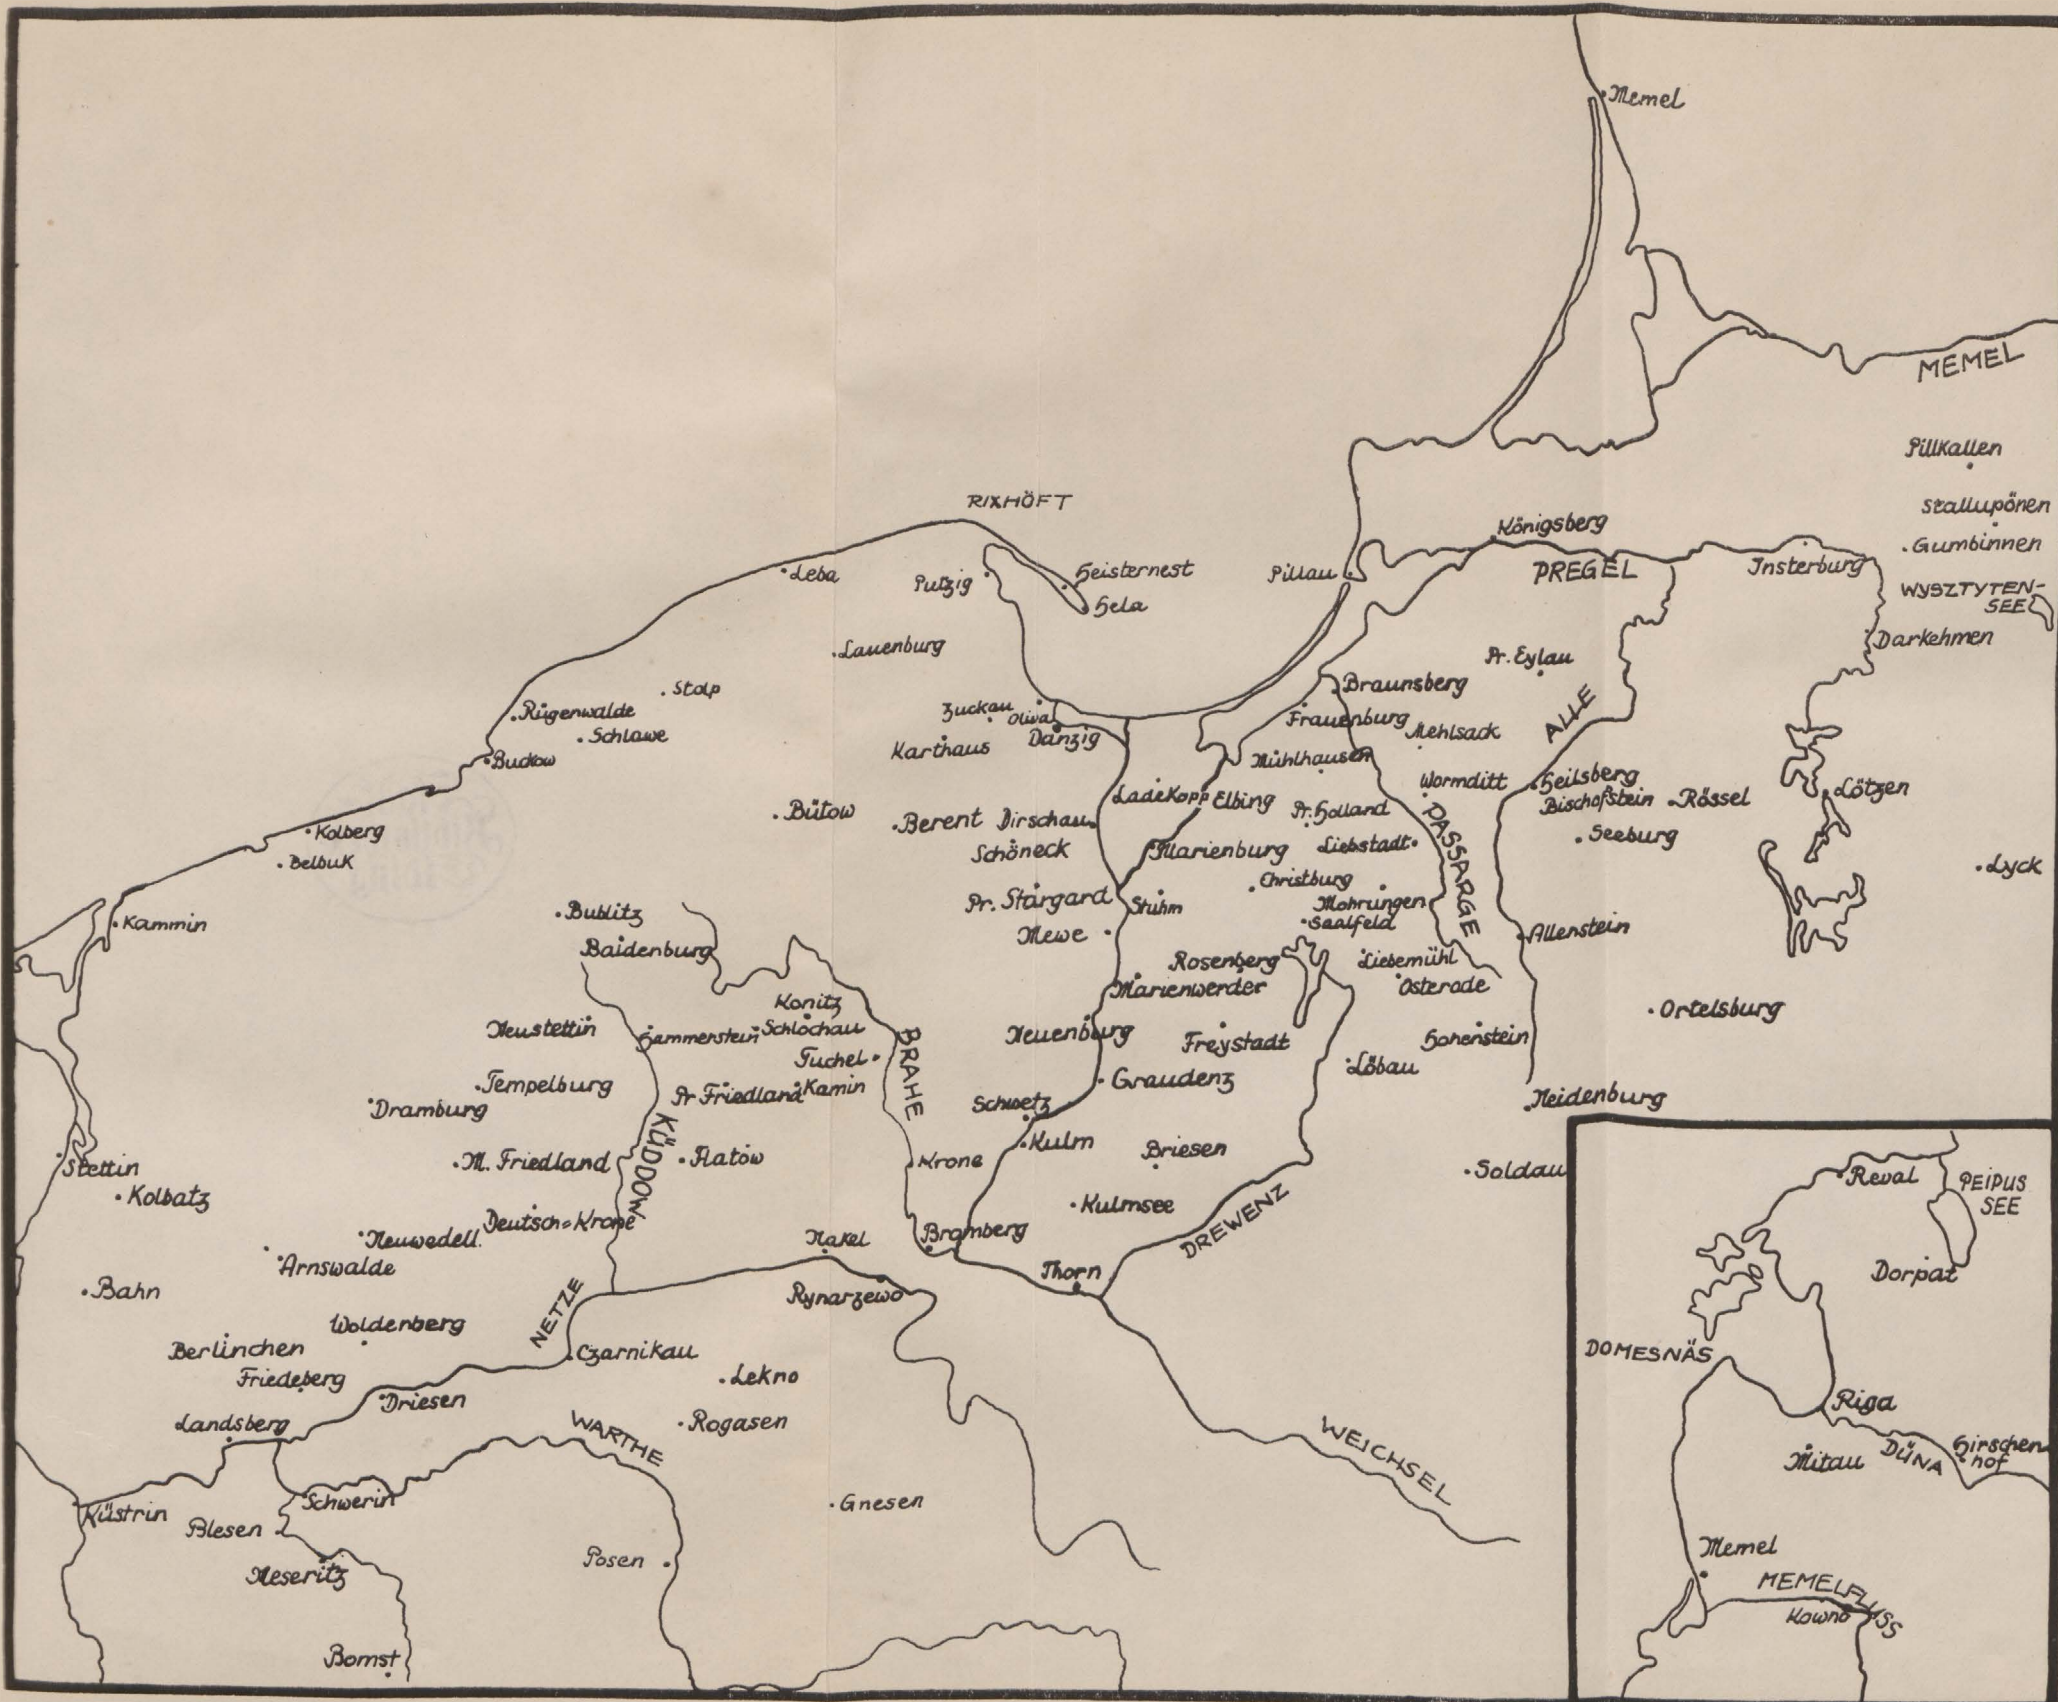 Memel
MEMEL
Pillkallen
Stallupönen
Gumbinnen
WYSZTYTEN-
SEE
Darkehmen
RIXHÖFT
Königsberg
PREGEL
Insterburg
Leba
Putzig
Heisternest
Hela
Pillau
Lauenburg
Pr. Eylau
Stolp
Braunsberg
ALLE
Rügenwalde
Schlawe
Zuckau
Oliva
Danzig
Karthaus
Frauenburg
Mehlsack
Buckow
Mühlhausen
Wormditt
Heilsberg
Bischofstein
Rössel
Lötzen
Ladekopp
Elbing
Pr. Holland
PASSARGE
Bütow
Berent
Dirschau
Schöneck
Marienburg
Liebstadt
Seeburg
Kolberg
Belbuk
Lyck
Christburg
Pr. Stargard
Stuhm
Mohrungen
Saalfeld
Kammin
Bublitz
Mewe
Allenstein
Baldenburg
Rosenberg
Liebemühl
Marienwerder
Osterode
Konitz
Ortelsburg
Neustettin
Hammerstein
Schlochau
BRAHE
Neuenburg
Freystadt
Hohenstein
Tuchel
Löbau
Tempelburg
Pr Friedland
Kamin
Graudenz
Dramburg
Schwetz
Neidenburg
KÜDDOW
Kulm
Briesen
Stettin
M. Friedland
Flatow
Krone
Soldau
Kolbatz
Kulmsee
DREWENZ
Deutsch=Krone
Neuwedell
Nakel
Bromberg
Arnswalde
Thorn
Bahn
Rynarzewo
NETZE
Woldenberg
Berlinchen
Czarnikau
Friedeberg
Lekno
Driesen
Landsberg
WARTHE
Rogasen
WEICHSEL
Schwerin
Gnesen
Küstrin
Blesen
Posen
Meseritz
Bomst
Reval
PEIPUS
SEE
Dorpat
DOMESNÄS
Riga
Mitau
DÜNA
Hirschen-
hof
Memel
MEMELFLUSS
Kowno